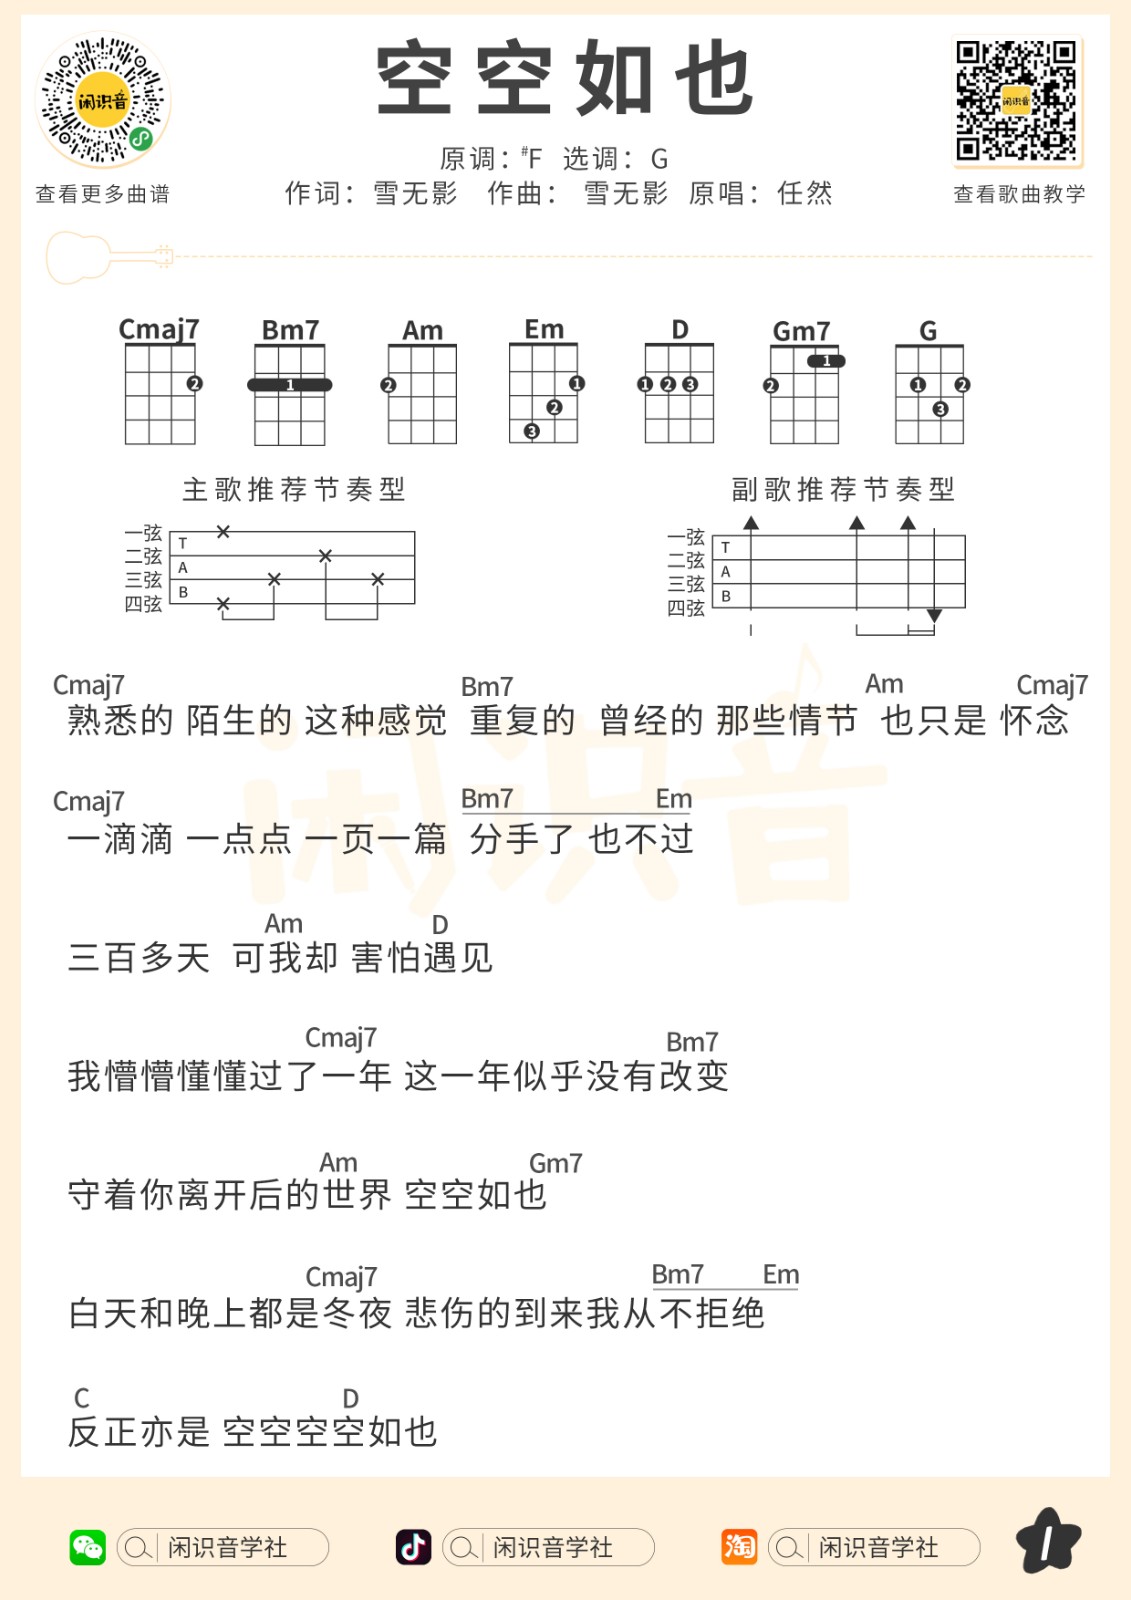 空空如也
闲识音
查看更多曲谱
闲识音
查看歌曲教学
原调：#F 选调：G
作词：雪无影 作曲：雪无影 原唱：任然
Cmaj7 Bm7 Am Em D Gm7 G
2 1 2 1 2 3 1 2 3 1 2 1 2 3
主歌推荐节奏型 副歌推荐节奏型
一弦 T 一弦 T
二弦 A 二弦 A
三弦 B 三弦 B
四弦 四弦
Cmaj7 Bm7 Am Cmaj7
熟悉的 陌生的 这种感觉 重复的 曾经的 那些情节 也只是 怀念
Cmaj7 Bm7 Em
一滴滴 一点点 一页一篇 分手了 也不过
闲识音
Am D
三百多天 可我却 害怕遇见
Cmaj7 Bm7
我懵懵懂懂过了一年 这一年似乎没有改变
Am Gm7
守着你离开后的世界 空空如也
Cmaj7 Bm7 Em
白天和晚上都是冬夜 悲伤的到来我从不拒绝
C D
反正亦是 空空空空如也
闲识音学社 闲识音学社 淘 闲识音学社 1